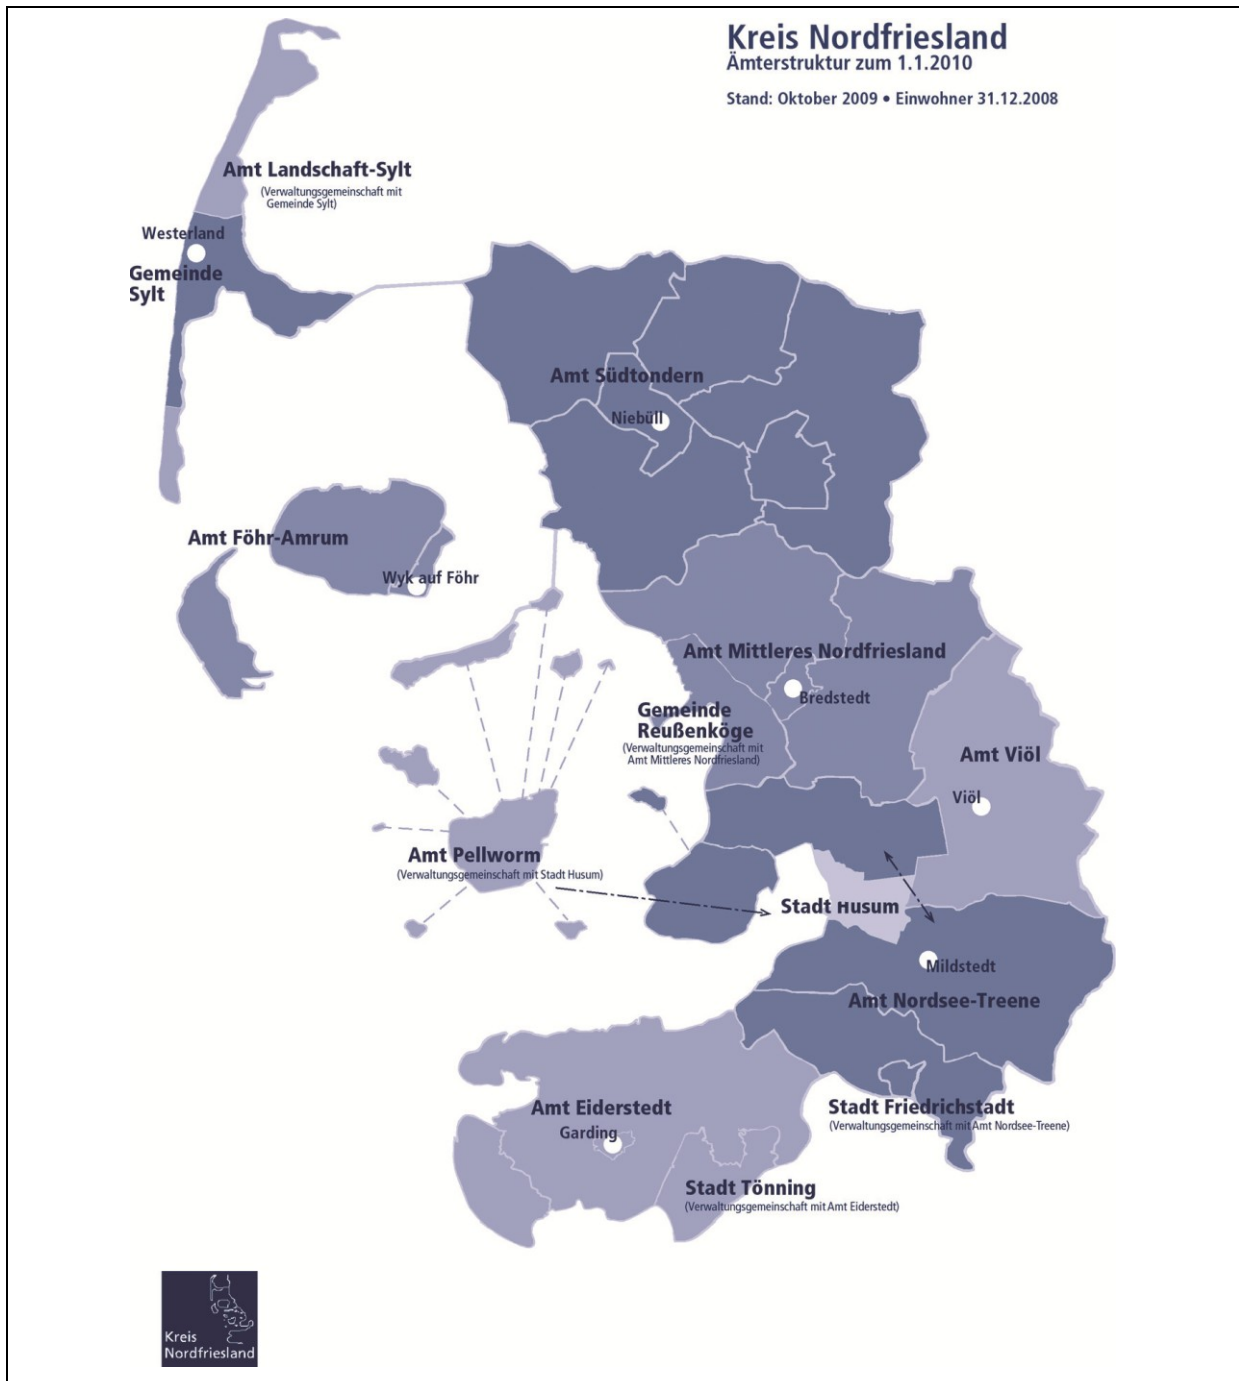 Kreis Nordfriesland
Ämterstruktur zum 1.1.2010
Stand: Oktober 2009 • Einwohner 31.12.2008
Amt Landschaft-Sylt
(Verwaltungsgemeinschaft mit
Gemeinde Sylt)
Westerland
Gemeinde
Sylt
Amt Südtondern
Niebüll
Amt Föhr-Amrum
Wyk auf Föhr
Amt Mittleres Nordfriesland
Bredstedt
Gemeinde
Reußenköge
(Verwaltungsgemeinschaft mit
Amt Mittleres Nordfriesland)
Amt Viöl
Viöl
Amt Pellworm
(Verwaltungsgemeinschaft mit Stadt Husum)
Stadt Husum
Mildstedt
Amt Nordsee-Treene
Amt Eiderstedt
Garding
Stadt Friedrichstadt
(Verwaltungsgemeinschaft mit Amt Nordsee-Treene)
Stadt Tönning
(Verwaltungsgemeinschaft mit Amt Eiderstedt)
Kreis
Nordfriesland